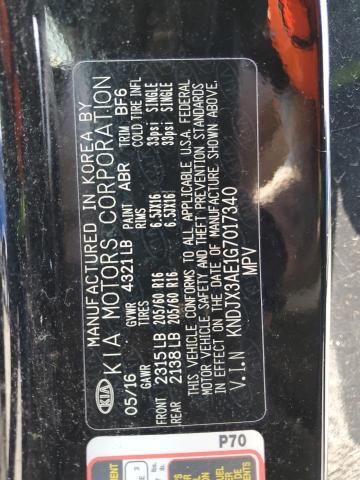 MANUFACTURED IN KOREA BY
KIA KIA MOTORS CORPORATION
05/16 GVWR 4321LB PAINT ABR TRIM BF6
GAWR TIRES RIMS COLD TIRE INFL
FRONT 2315LB 205/60 R16 6.5JX16 33psi SINGLE
REAR 2138LB 205/60 R16 6.5JX16 33psi SINGLE
THIS VEHICLE CONFORMS TO ALL APPLICABLE U.S.A. FEDERAL
MOTOR VEHICLE SAFETY AND THEFT PREVENTION STANDARDS
IN EFFECT ON THE DATE OF MANUFACTURE SHOWN ABOVE.
V.I.N KNDJX3AE1G7017340
MPV
P70